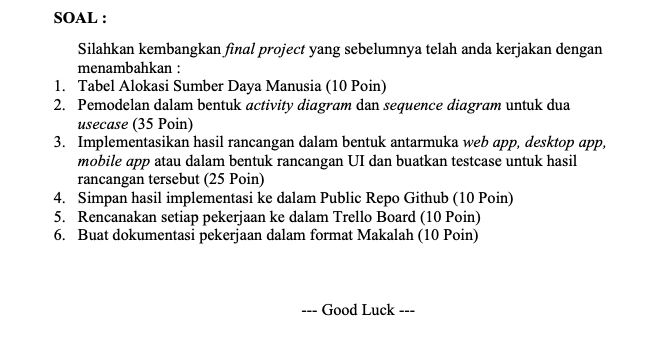 SOAL :
Silahkan kembangkan final project yang sebelumnya telah anda kerjakan dengan
menambahkan :
1. Tabel Alokasi Sumber Daya Manusia (10 Poin)
2. Pemodelan dalam bentuk activity diagram dan sequence diagram untuk dua
usecase (35 Poin)
3. Implementasikan hasil rancangan dalam bentuk antarmuka web app, desktop app,
mobile app atau dalam bentuk rancangan UI dan buatkan testcase untuk hasil
rancangan tersebut (25 Poin)
4. Simpan hasil implementasi ke dalam Public Repo Github (10 Poin)
5. Rencanakan setiap pekerjaan ke dalam Trello Board (10 Poin)
6. Buat dokumentasi pekerjaan dalam format Makalah (10 Poin)
--- Good Luck ---